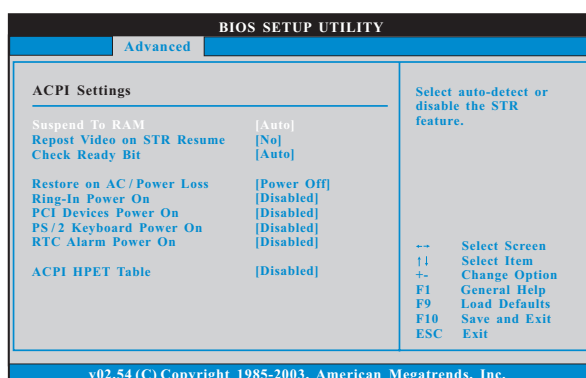 BIOS SETUP UTILITY
Advanced
ACPI Settings
Suspend To RAM [Auto]
Repost Video on STR Resume [No]
Check Ready Bit [Auto]
Restore on AC / Power Loss [Power Off]
Ring-In Power On [Disabled]
PCI Devices Power On [Disabled]
PS / 2 Keyboard Power On [Disabled]
RTC Alarm Power On [Disabled]
ACPI HPET Table [Disabled]
Select auto-detect or
disable the STR
feature.
←→ Select Screen
↑↓ Select Item
+- Change Option
F1 General Help
F9 Load Defaults
F10 Save and Exit
ESC Exit
v02.54 (C) Copyright 1985-2003, American Megatrends, Inc.